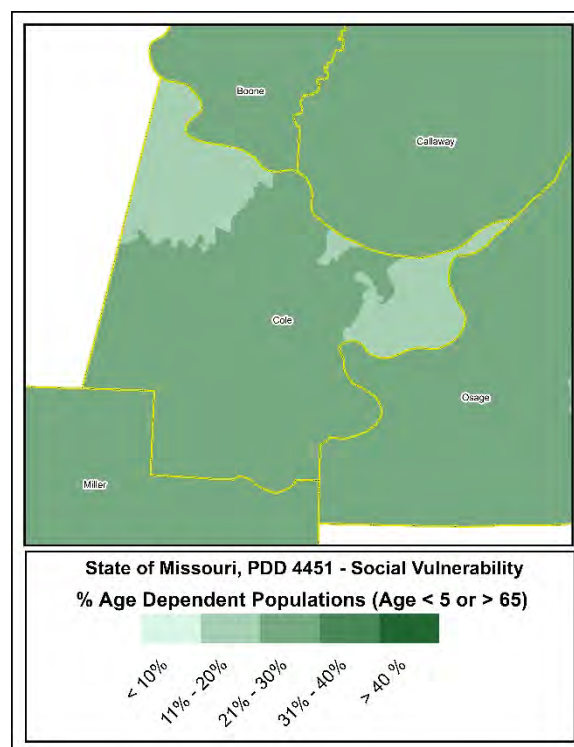 Boone
Callaway
Cole
Osage
Miller
State of Missouri, PDD 4451 - Social Vulnerability
% Age Dependent Populations (Age < 5 or > 65)
< 10%
11% - 20%
21% - 30%
31% - 40%
> 40 %